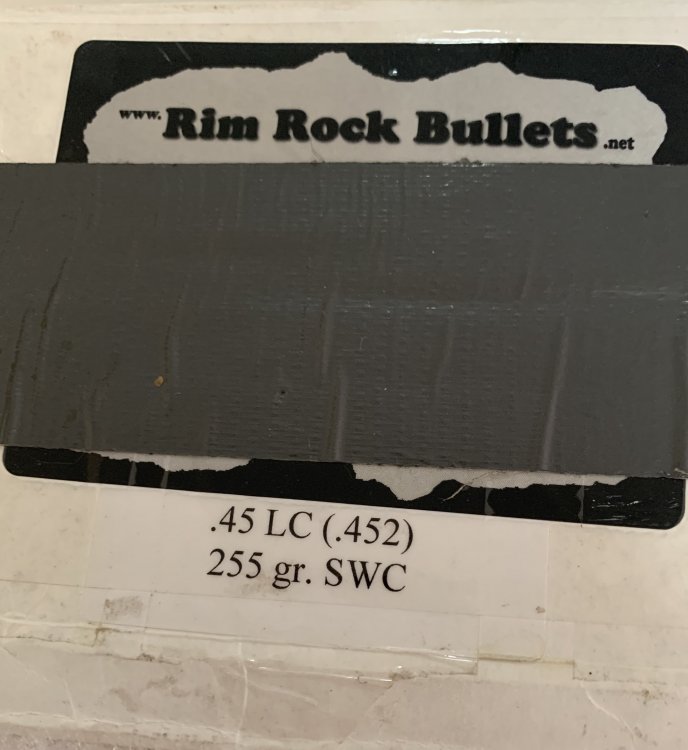 www. Rim Rock Bullets .net
.45 LC (.452)
255 gr. SWC